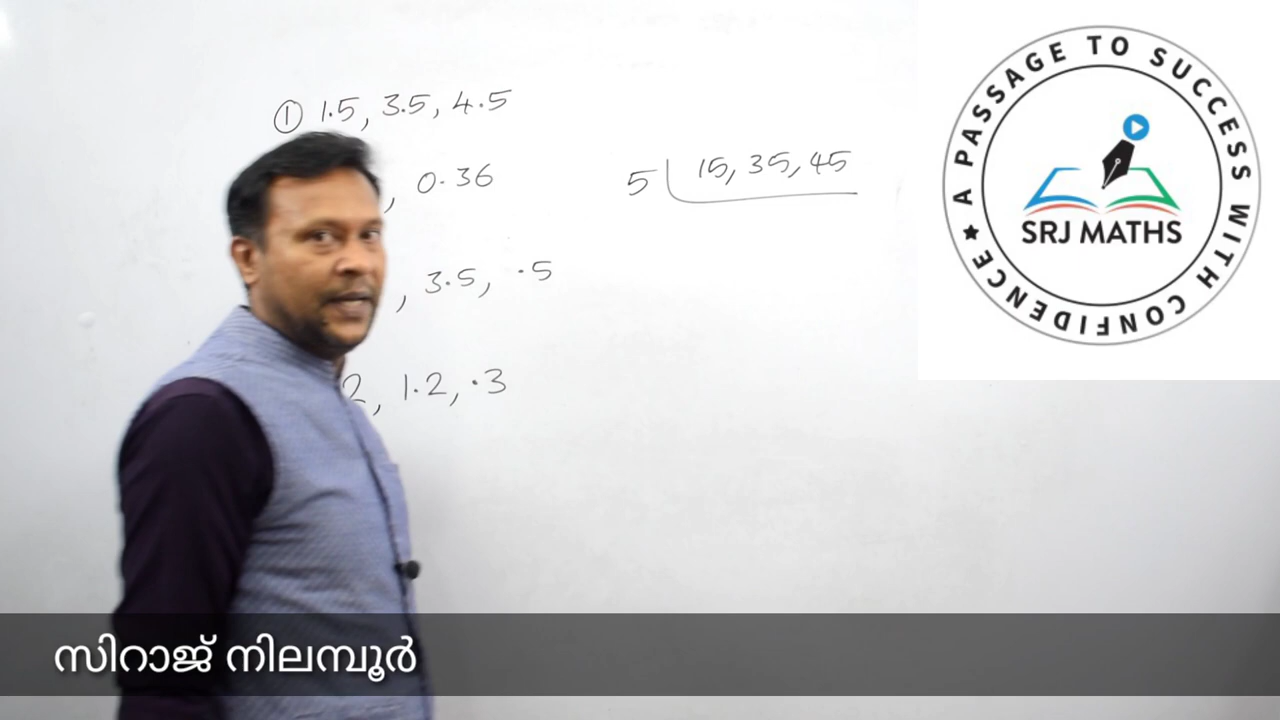 ① 1.5, 3.5, 4.5
, 0.36
, 3.5, .5
2, 1.2, .3
5 15, 35, 45
A PASSAGE TO SUCCESS WITH CONFIDENCE ★
SRJ MATHS
സിറാജ് നിലമ്പൂർ